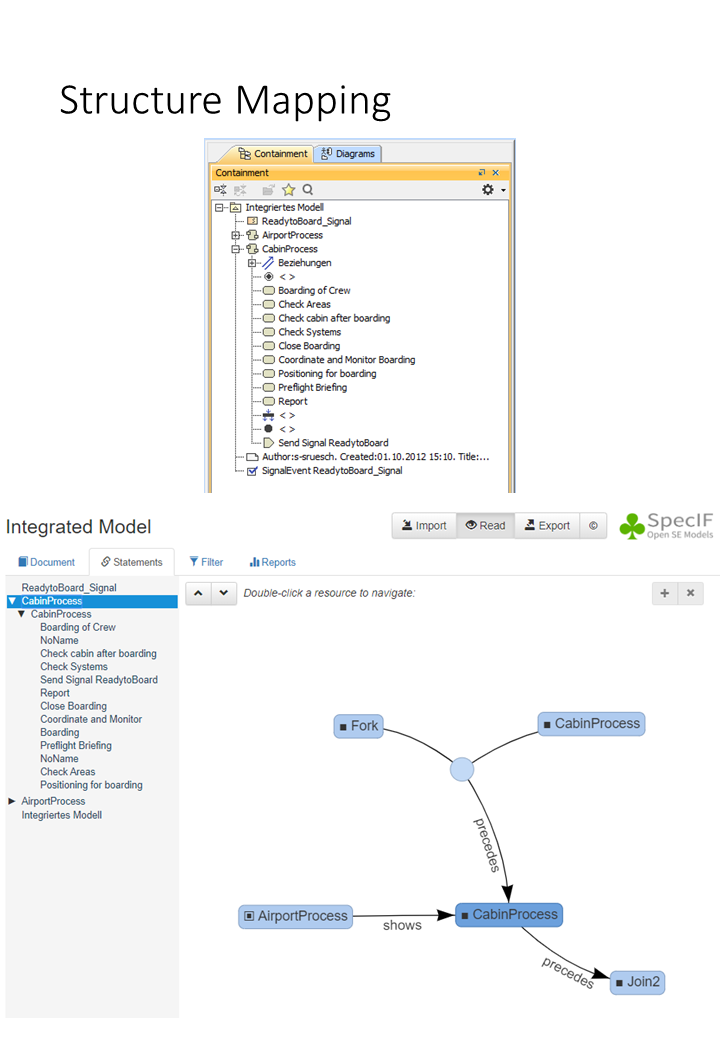 Structure Mapping
Containment Diagrams
Containment
Integriertes Modell
ReadytoBoard_Signal
AirportProcess
CabinProcess
Beziehungen
< >
Boarding of Crew
Check Areas
Check cabin after boarding
Check Systems
Close Boarding
Coordinate and Monitor Boarding
Positioning for boarding
Preflight Briefing
Report
< >
< >
Send Signal ReadytoBoard
Author:s-sruesch. Created:01.10.2012 15:10. Title:...
SignalEvent ReadytoBoard_Signal
Integrated Model
Import Read Export ©
SpecIF
Open SE Models
Document Statements Filter Reports
ReadytoBoard_Signal
CabinProcess
CabinProcess
Boarding of Crew
NoName
Check cabin after boarding
Check Systems
Send Signal ReadytoBoard
Report
Close Boarding
Coordinate and Monitor
Boarding
Preflight Briefing
NoName
Check Areas
Positioning for boarding
AirportProcess
Integriertes Modell
Double-click a resource to navigate:
Fork
CabinProcess
precedes
AirportProcess
shows
CabinProcess
precedes
Join2